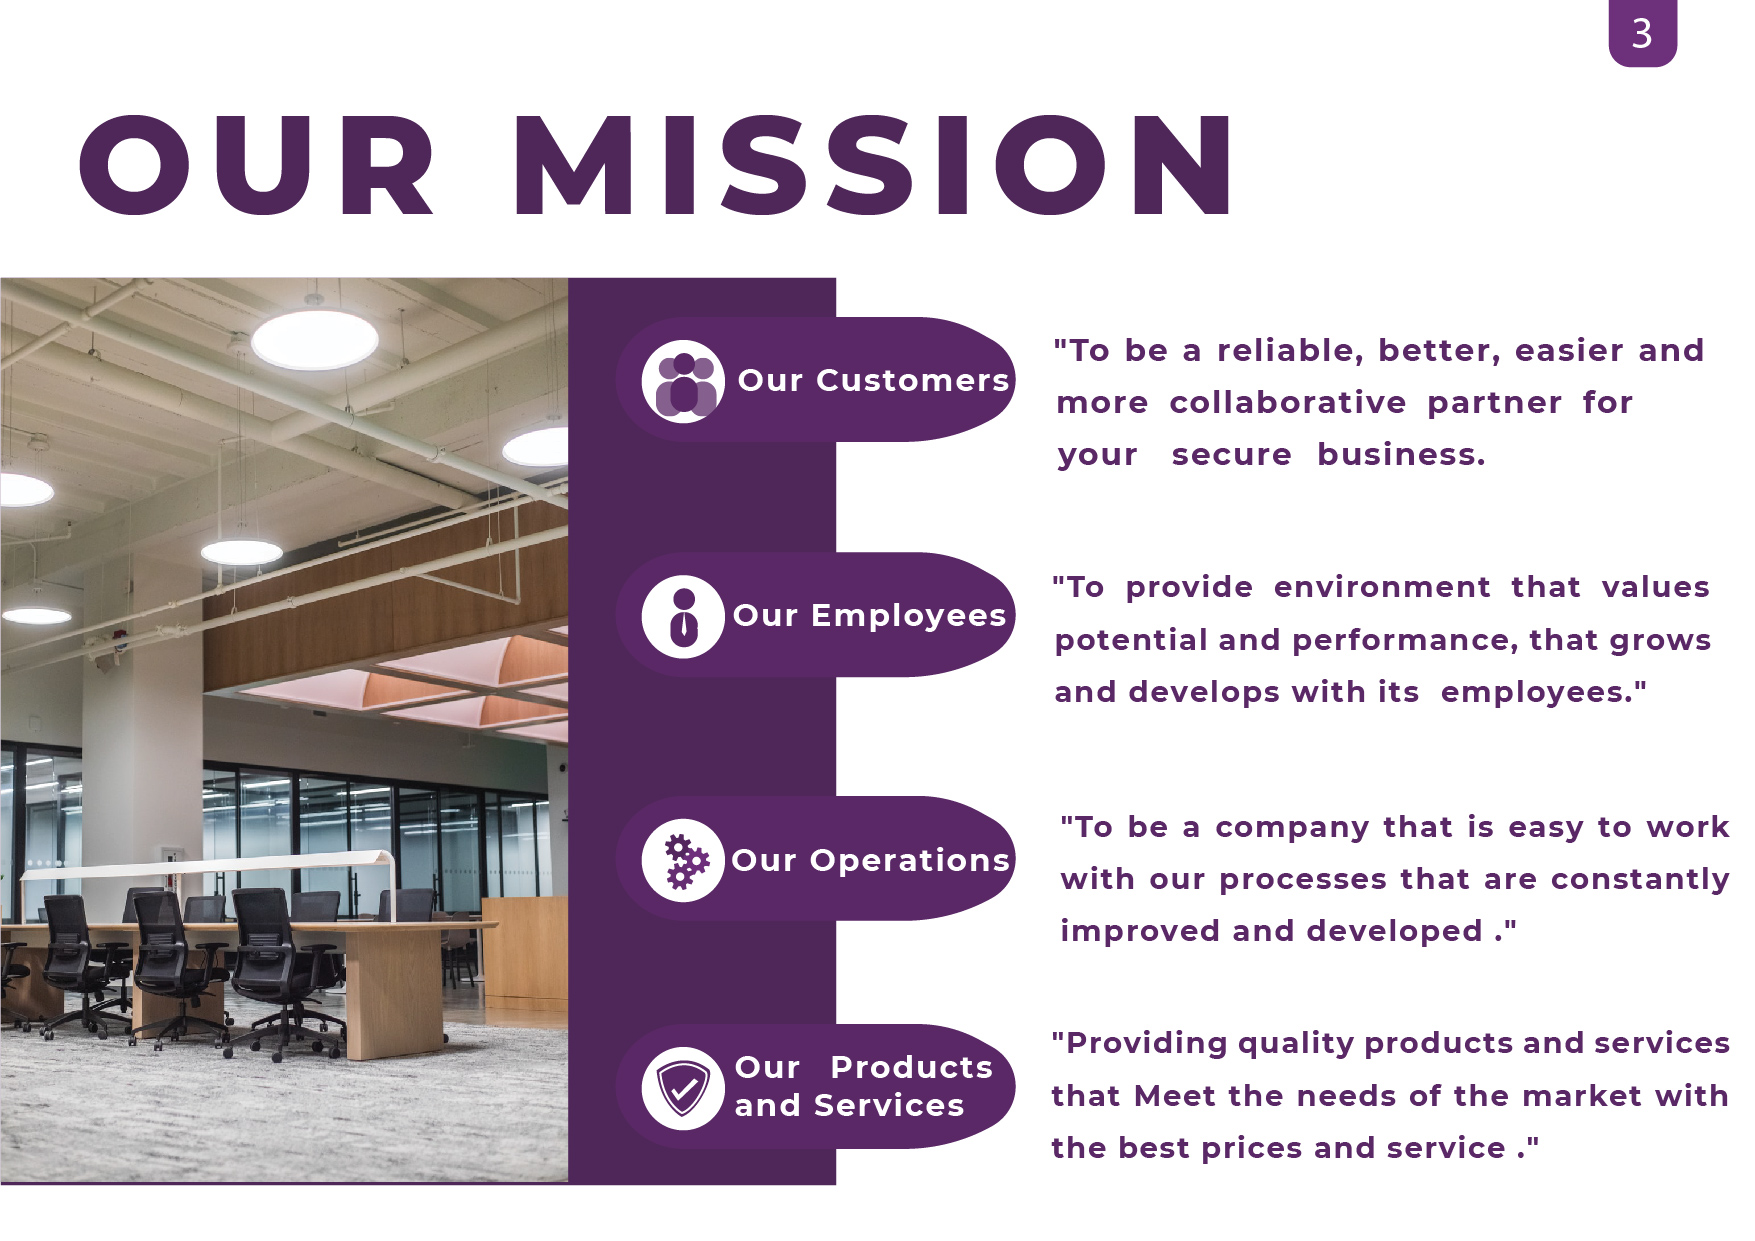 3
OUR MISSION
Our Customers
"To be a reliable, better, easier and
more collaborative partner for
your secure business.
Our Employees
"To provide environment that values
potential and performance, that grows
and develops with its employees."
Our Operations
"To be a company that is easy to work
with our processes that are constantly
improved and developed ."
Our Products
and Services
"Providing quality products and services
that Meet the needs of the market with
the best prices and service ."